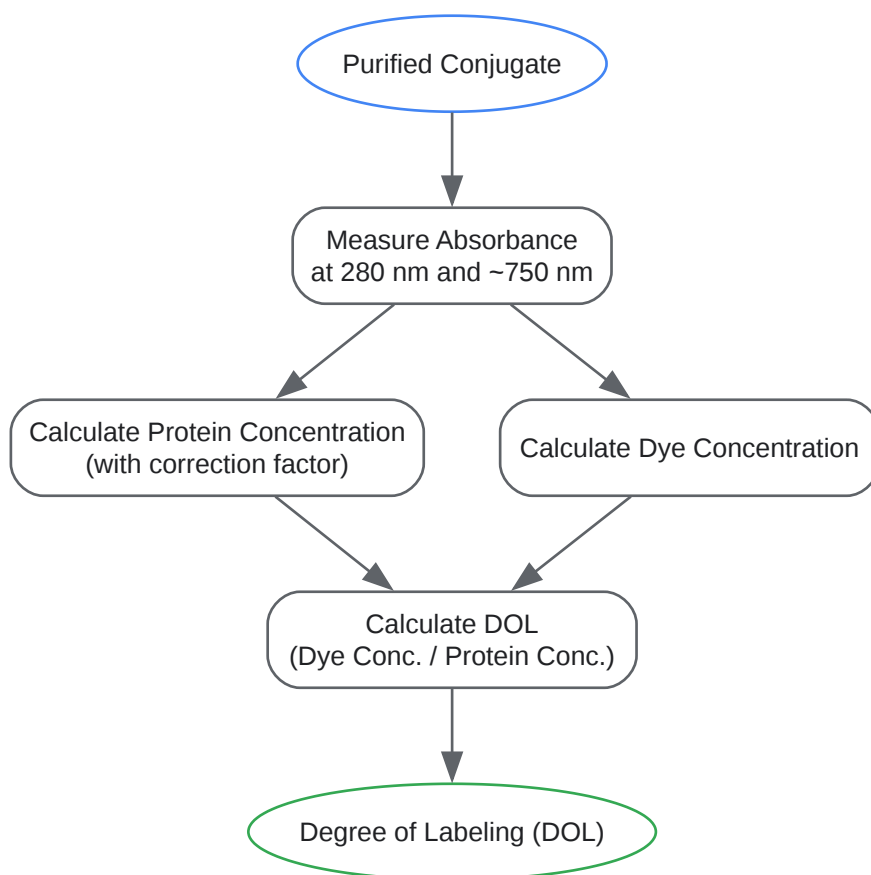 Purified Conjugate
Measure Absorbance
at 280 nm and ~750 nm
Calculate Protein Concentration
(with correction factor)
Calculate Dye Concentration
Calculate DOL
(Dye Conc. / Protein Conc.)
Degree of Labeling (DOL)